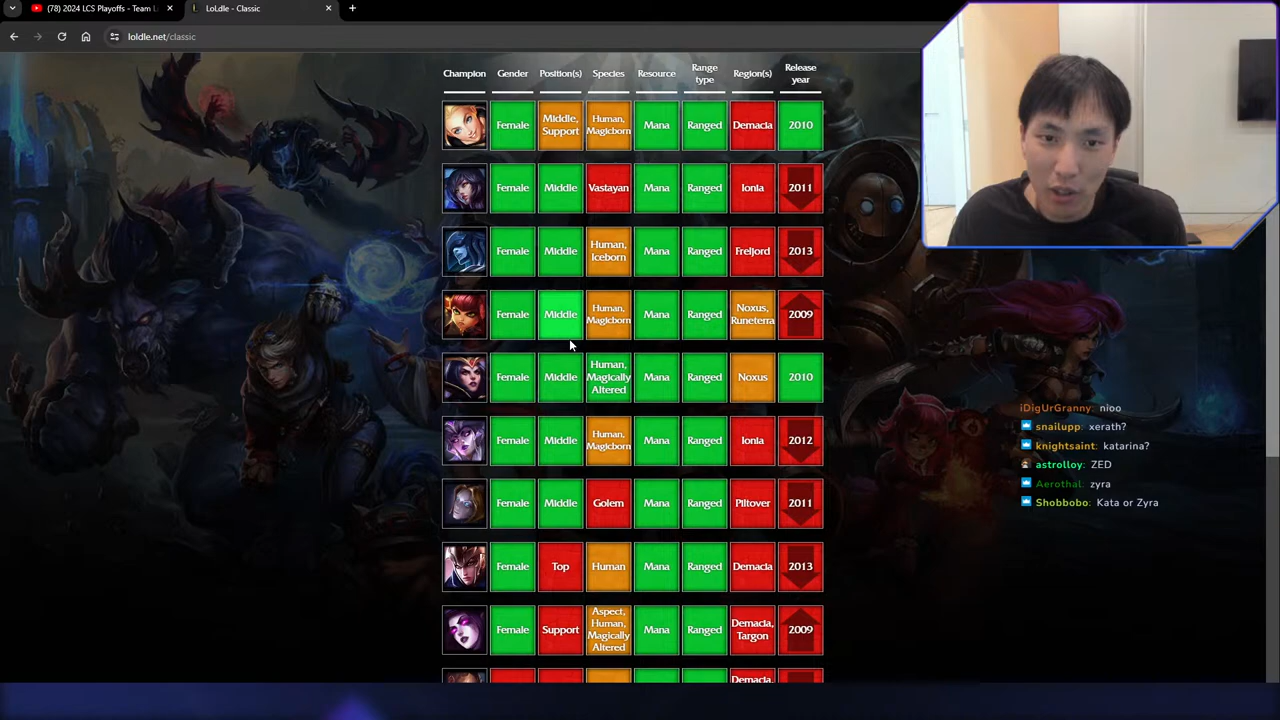 (78) 2024 LCS Playoffs - Team L
LoLdle - Classic
loldle.net/classic
Champion Gender Position(s) Species Resource Range type Region(s) Release year
Female Middle, Support Human, Magicborn Mana Ranged Demacia 2010
Female Middle Vastayan Mana Ranged Ionia 2011
Female Middle Human, Iceborn Mana Ranged Freljord 2013
Female Middle Human, Magicborn Mana Ranged Noxus, Runeterra 2009
Female Middle Human, Magically Altered Mana Ranged Noxus 2010
Female Middle Human, Magicborn Mana Ranged Ionia 2012
Female Middle Golem Mana Ranged Piltover 2011
Female Top Human Mana Ranged Demacia 2013
Female Support Aspect, Human, Magically Altered Mana Ranged Demacia, Targon 2009
Demacia,
iDigUrGranny: nioo
snailupp: xerath?
knightsaint: katarina?
astrolloy: ZED
Aerothal: zyra
Shobbobo: Kata or Zyra